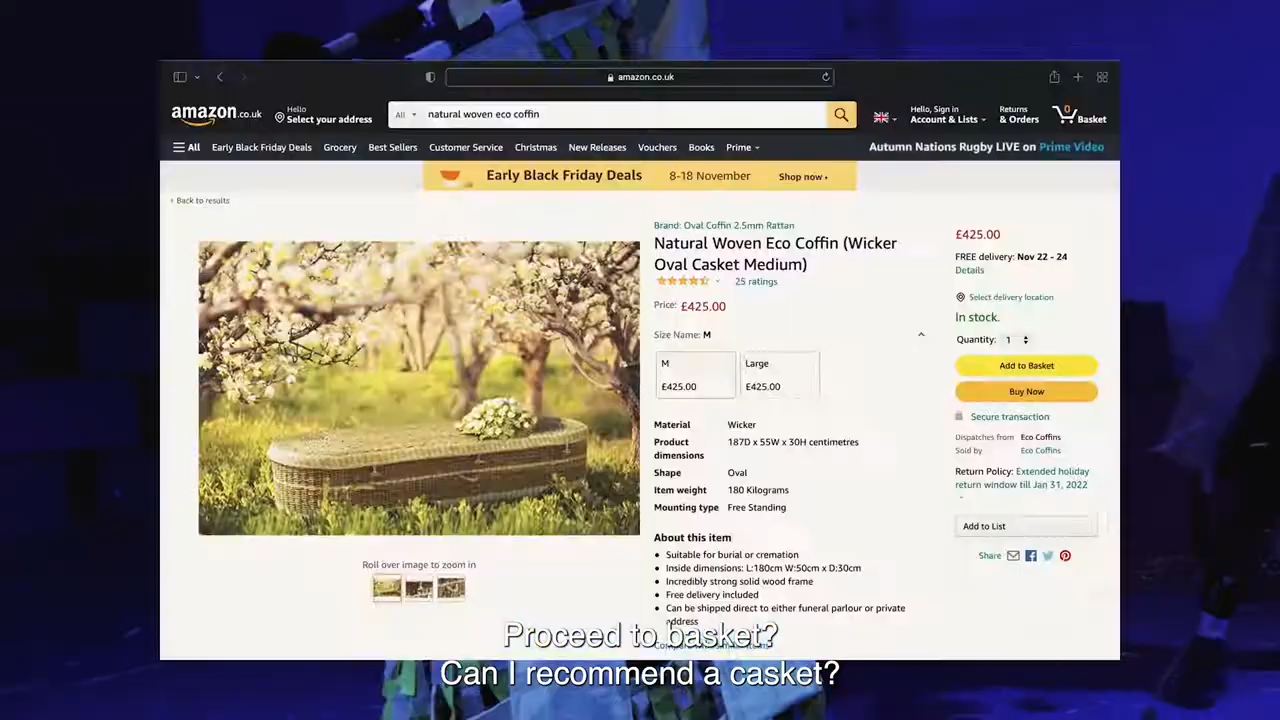 amazon.co.uk
amazon.co.uk
Hello
Select your address
All
natural woven eco coffin
Hello, Sign in
Account & Lists
Returns
& Orders
0
Basket
All
Early Black Friday Deals
Grocery
Best Sellers
Customer Service
Christmas
New Releases
Vouchers
Books
Prime
Autumn Nations Rugby LIVE on Prime Video
Early Black Friday Deals
8-18 November
Shop now ›
‹ Back to results
Brand: Oval Coffin 2.5mm Rattan
Natural Woven Eco Coffin (Wicker
Oval Casket Medium)
25 ratings
Price: £425.00
Size Name: M
M
£425.00
Large
£425.00
Material Wicker
Product dimensions 187D x 55W x 30H centimetres
Shape Oval
Item weight 180 Kilograms
Mounting type Free Standing
About this item
• Suitable for burial or cremation
• Inside dimensions: L:180cm W:50cm x D:30cm
• Incredibly strong solid wood frame
• Free delivery included
• Can be shipped direct to either funeral parlour or private
address
Roll over image to zoom in
£425.00
FREE delivery: Nov 22 - 24
Details
Select delivery location
In stock.
Quantity: 1
Add to Basket
Buy Now
Secure transaction
Dispatches from Eco Coffins
Sold by Eco Coffins
Return Policy: Extended holiday
return window till Jan 31, 2022
Add to List
Share
Proceed to basket?
Can I recommend a casket?